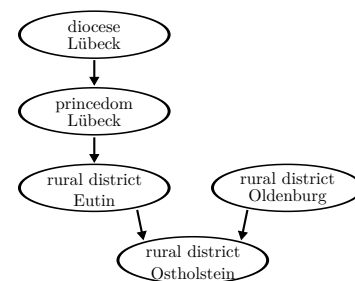 diocese
Lübeck
princedom
Lübeck
rural district
Eutin
rural district
Oldenburg
rural district
Ostholstein